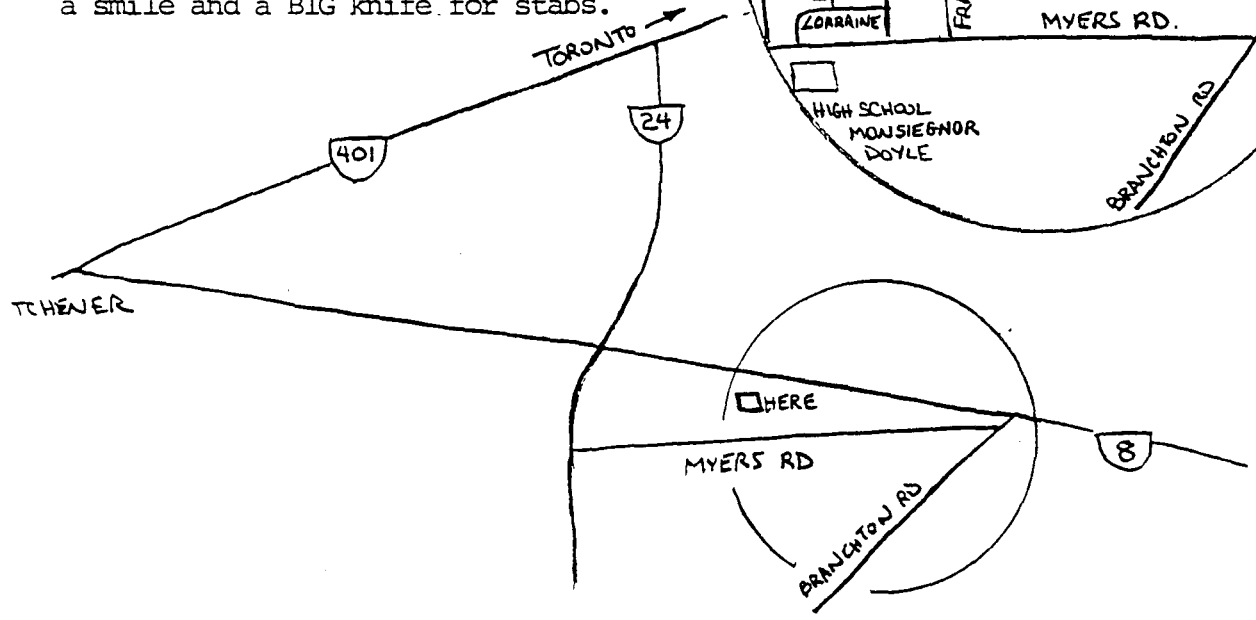 a smile and a BIG knife for stabs.
LORRAINE
MYERS RD.
TORONTO
24
HIGH SCHOOL
MONSIEGNOR
DOYLE
BRANCHTON RD
401
TCHENER
HERE
MYERS RD
8
BRANCHTON RD